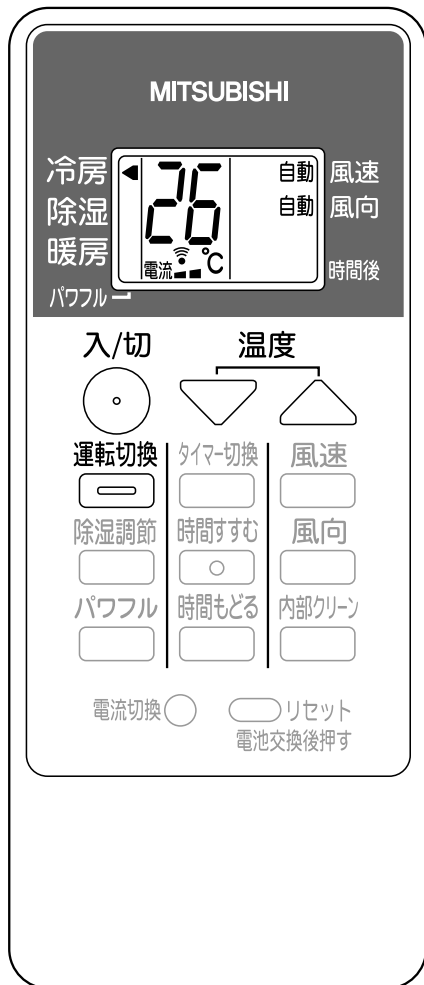 MITSUBISHI
冷房 26 自動 風速
除湿 自動 風向
暖房 電流 ℃ 時間後
パワフル
入/切 温度
運転切換 タイマー切換 風速
除湿調節 時間すすむ 風向
パワフル 時間もどる 内部クリーン
電流切換 リセット
電池交換後押す